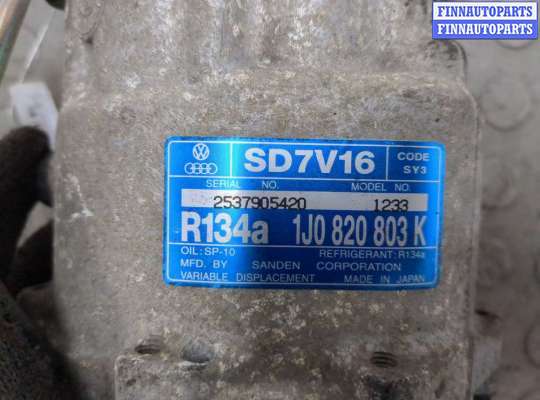 FINNAUTOPARTS
FINNAUTOPARTS
SD7V16
CODE
SY3
SERIAL NO. MODEL NO.
2537905420 1233
R134a 1J0 820 803 K
OIL: SP-10 REFRIGERANT: R134a
MFD. BY SANDEN CORPORATION
VARIABLE DISPLACEMENT MADE IN JAPAN